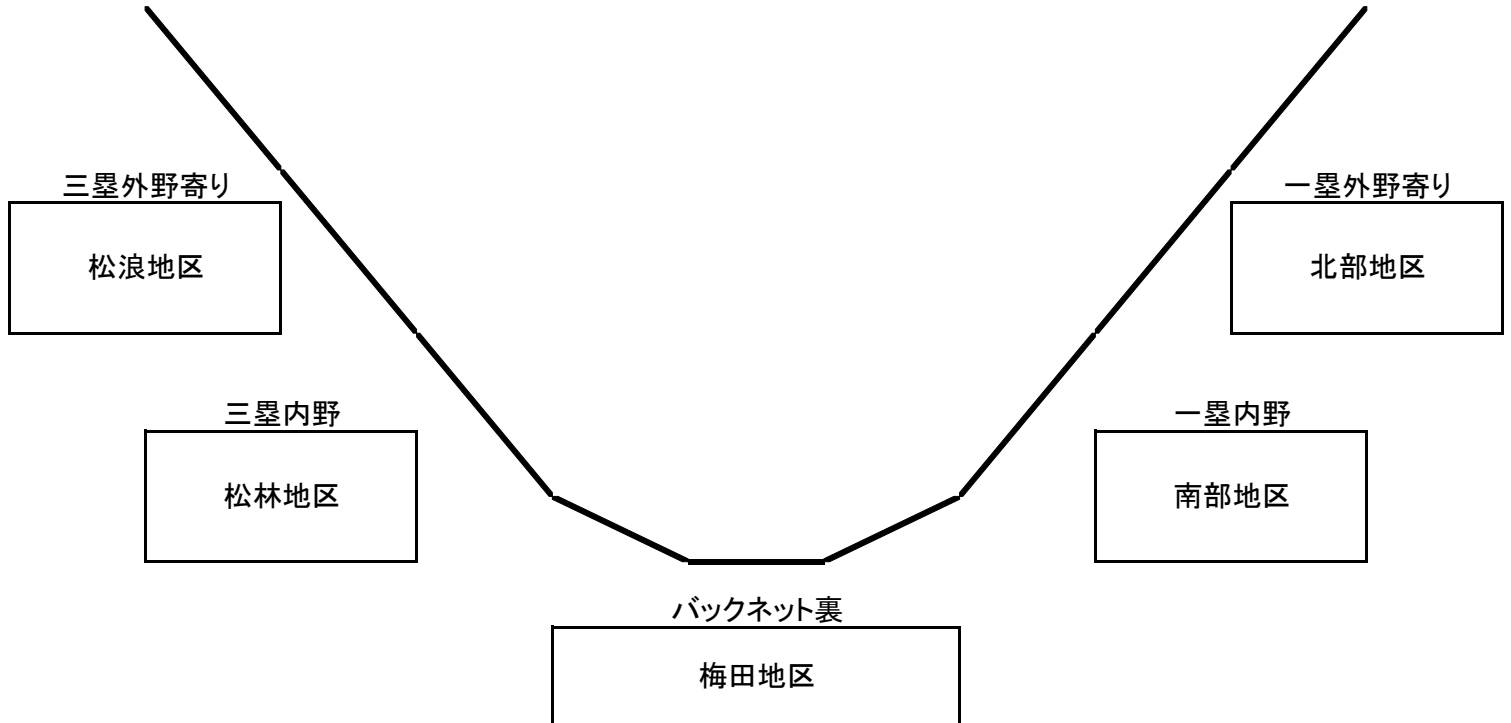 三塁外野寄り
松浪地区
一塁外野寄り
北部地区
三塁内野
松林地区
一塁内野
南部地区
バックネット裏
梅田地区